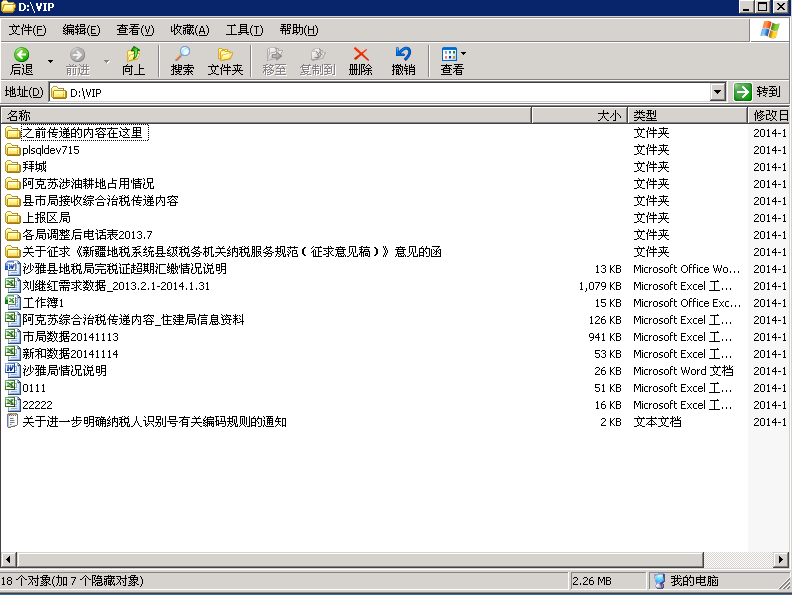 D:\VIP
文件(F) 编辑(E) 查看(V) 收藏(A) 工具(T) 帮助(H)
后退 前进 向上 搜索 文件夹 移至 复制到 删除 撤销 查看
地址(D) D:\VIP 转到
名称 大小 类型 修改日
之前传递的内容在这里 文件夹 2014-1
plsqldev715 文件夹 2014-1
拜城 文件夹 2014-1
阿克苏涉油耕地占用情况 文件夹 2014-1
县市局接收综合治税传递内容 文件夹 2014-1
上报区局 文件夹 2014-1
各局调整后电话表2013.7 文件夹 2014-1
关于征求《新疆地税系统县级税务机关纳税服务规范（征求意见稿）》意见的函 文件夹 2014-1
沙雅县地税局完税证超期汇缴情况说明 13 KB Microsoft Office Wo... 2014-1
刘继红需求数据_2013.2.1-2014.1.31 1,079 KB Microsoft Excel 工... 2014-1
工作簿1 15 KB Microsoft Office Exc... 2014-1
阿克苏综合治税传递内容_住建局信息资料 126 KB Microsoft Excel 工... 2014-1
市局数据20141113 941 KB Microsoft Excel 工... 2014-1
新和数据20141114 53 KB Microsoft Excel 工... 2014-1
沙雅局情况说明 26 KB Microsoft Word 文档 2014-1
0111 51 KB Microsoft Excel 工... 2014-1
22222 16 KB Microsoft Excel 工... 2014-1
关于进一步明确纳税人识别号有关编码规则的通知 2 KB 文本文档 2014-1
18 个对象(加 7 个隐藏对象) 2.26 MB 我的电脑